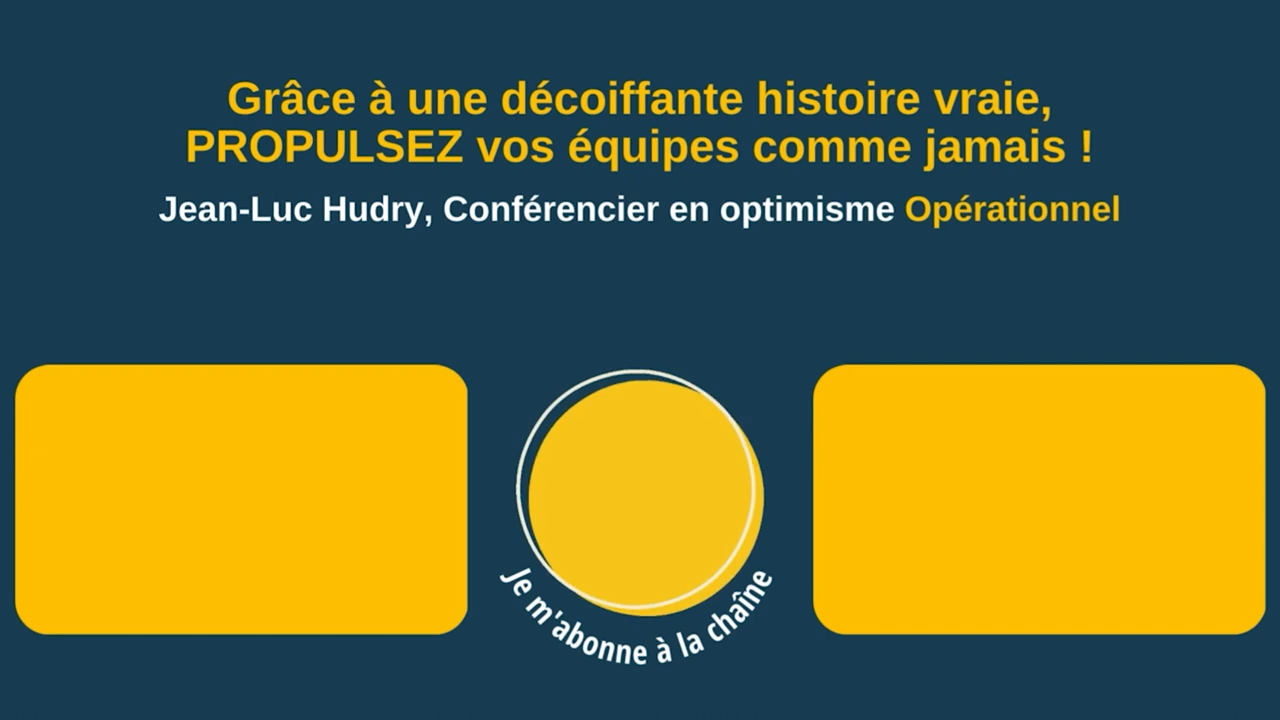 Grâce à une décoiffante histoire vraie,
PROPULSEZ vos équipes comme jamais !
Jean-Luc Hudry, Conférencier en optimisme Opérationnel
Je m'abonne à la chaîne